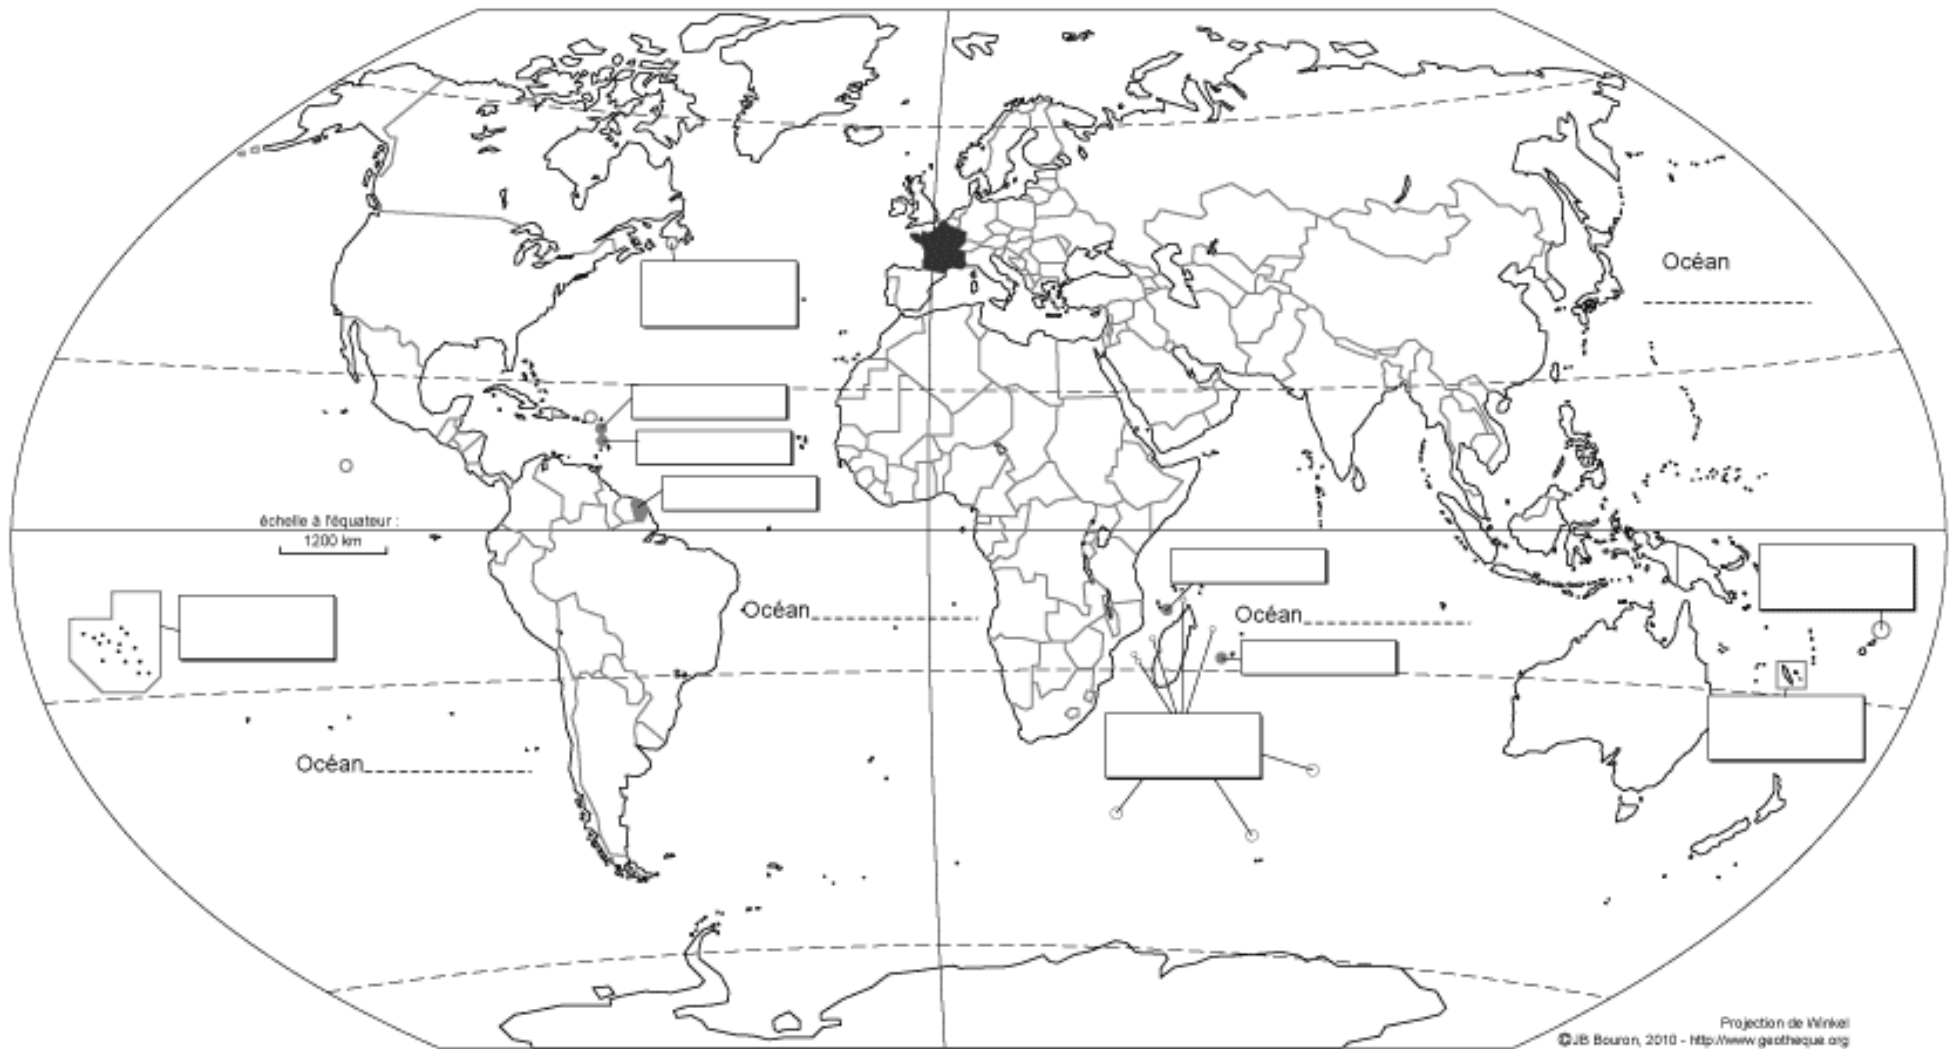 Océan
échelle à l'équateur :
1200 km
Océan
Océan
Océan
Projection de Winkel
©JB Bouron, 2010 - http://www.geotheque.org